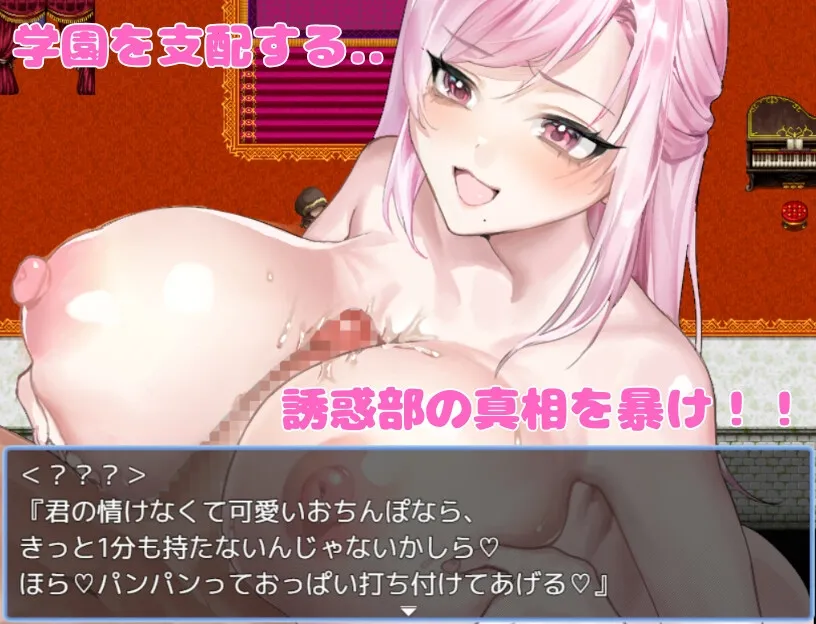 学園を支配する..
誘惑部の真相を暴け！！
＜？？？＞
『君の情けなくて可愛いおちんぽなら、
きっと1分も持たないんじゃないかしら♡
ほら♡パンパンっておっぱい打ち付けてあげる♡』